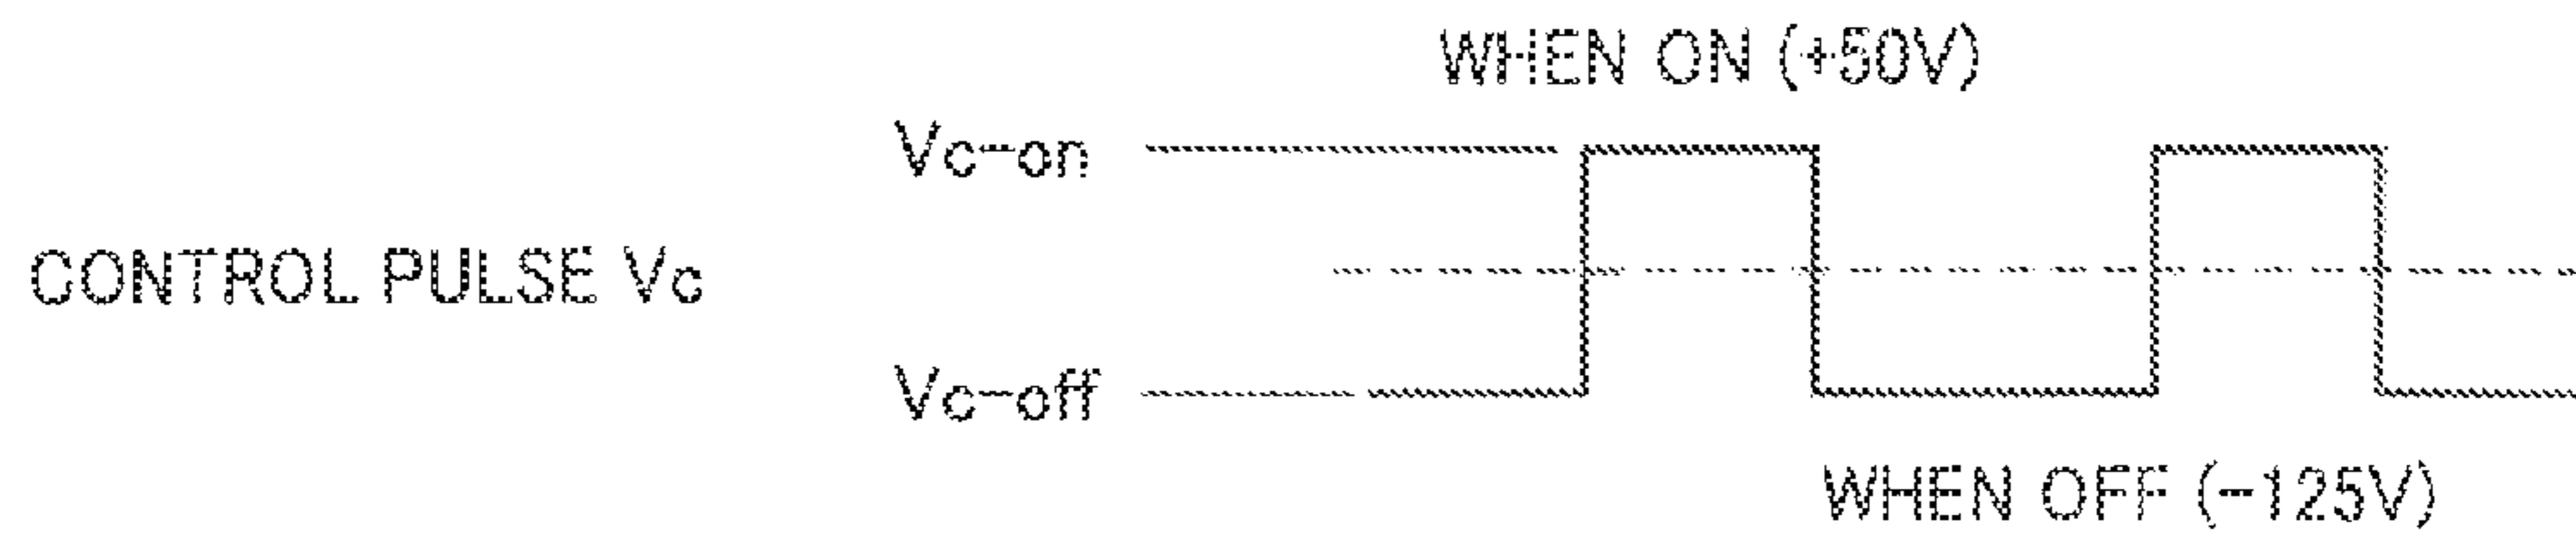 WHEN ON (+50V)
Vc-on
CONTROL PULSE Vc
Vc-off
WHEN OFF (-125V)